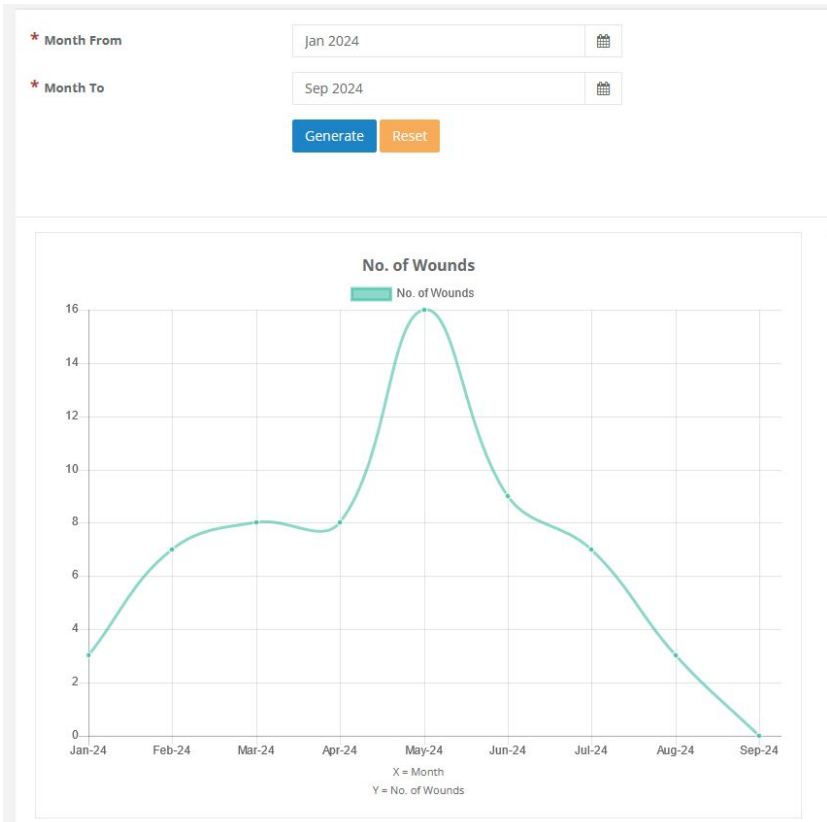 * Month From
Jan 2024
* Month To
Sep 2024
Generate Reset
No. of Wounds
No. of Wounds
16
14
12
10
8
6
4
2
0
Jan-24 Feb-24 Mar-24 Apr-24 May-24 Jun-24 Jul-24 Aug-24 Sep-24
X = Month
Y = No. of Wounds